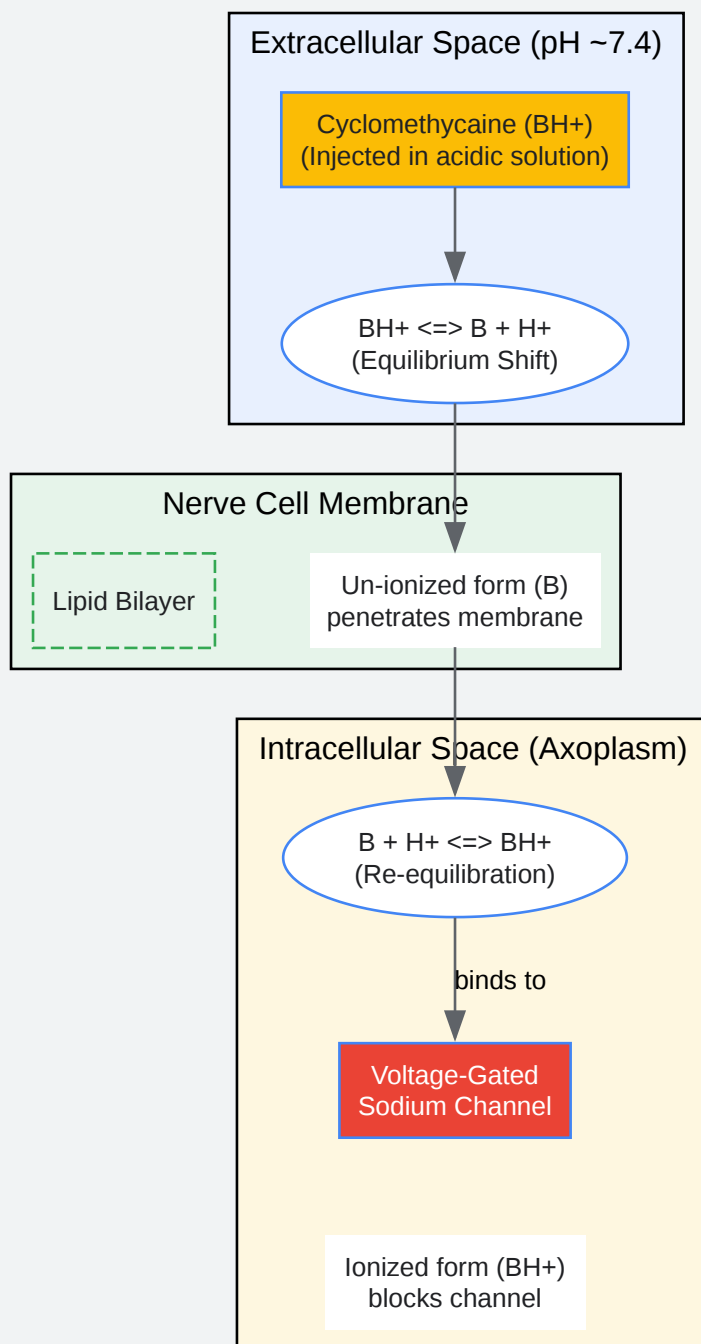 Extracellular Space (pH ~7.4)
Cyclomethycaine (BH+)
(Injected in acidic solution)
BH+ <=> B + H+
(Equilibrium Shift)
Nerve Cell Membrane
Lipid Bilayer
Un-ionized form (B)
penetrates membrane
Intracellular Space (Axoplasm)
B + H+ <=> BH+
(Re-equilibration)
binds to
Voltage-Gated
Sodium Channel
Ionized form (BH+)
blocks channel